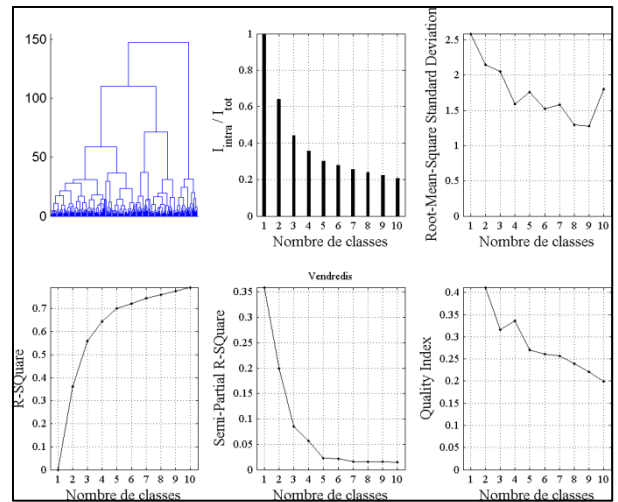 150
100
50
0
I_intra / I_tot
1
0.8
0.6
0.4
0.2
0
1 2 3 4 5 6 7 8 9 10
Nombre de classes
Root-Mean-Square Standard Deviation
2.5
2
1.5
1
0.5
0
1 2 3 4 5 6 7 8 9 10
Nombre de classes
R-SQuare
0.7
0.6
0.5
0.4
0.3
0.2
0.1
0
1 2 3 4 5 6 7 8 9 10
Nombre de classes
Vendredis
Semi-Partial R-SQuare
0.35
0.3
0.25
0.2
0.15
0.1
0.05
0
1 2 3 4 5 6 7 8 9 10
Nombre de classes
Quality Index
0.4
0.35
0.3
0.25
0.2
0.15
0.1
0.05
0
1 2 3 4 5 6 7 8 9 10
Nombre de classes